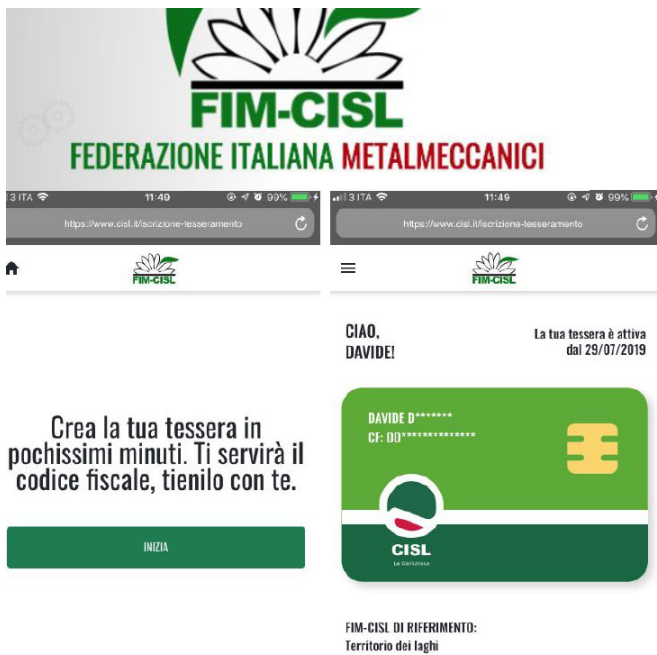 FIM-CISL
FEDERAZIONE ITALIANA METALMECCANICI
3 ITA 11:49 99%
https://www.cisl.it/iscrizione-tesseramento
FIM-CISL
Crea la tua tessera in
pochissimi minuti. Ti servirà il
codice fiscale, tienilo con te.
INIZIA
3 ITA 11:49 99%
https://www.cisl.it/iscrizione-tesseramento
FIM-CISL
CIAO,
DAVIDE!
La tua tessera è attiva
dal 29/07/2019
DAVIDE D*******
CF: DD**************
CISL
FIM-CISL DI RIFERIMENTO:
Territorio dei laghi